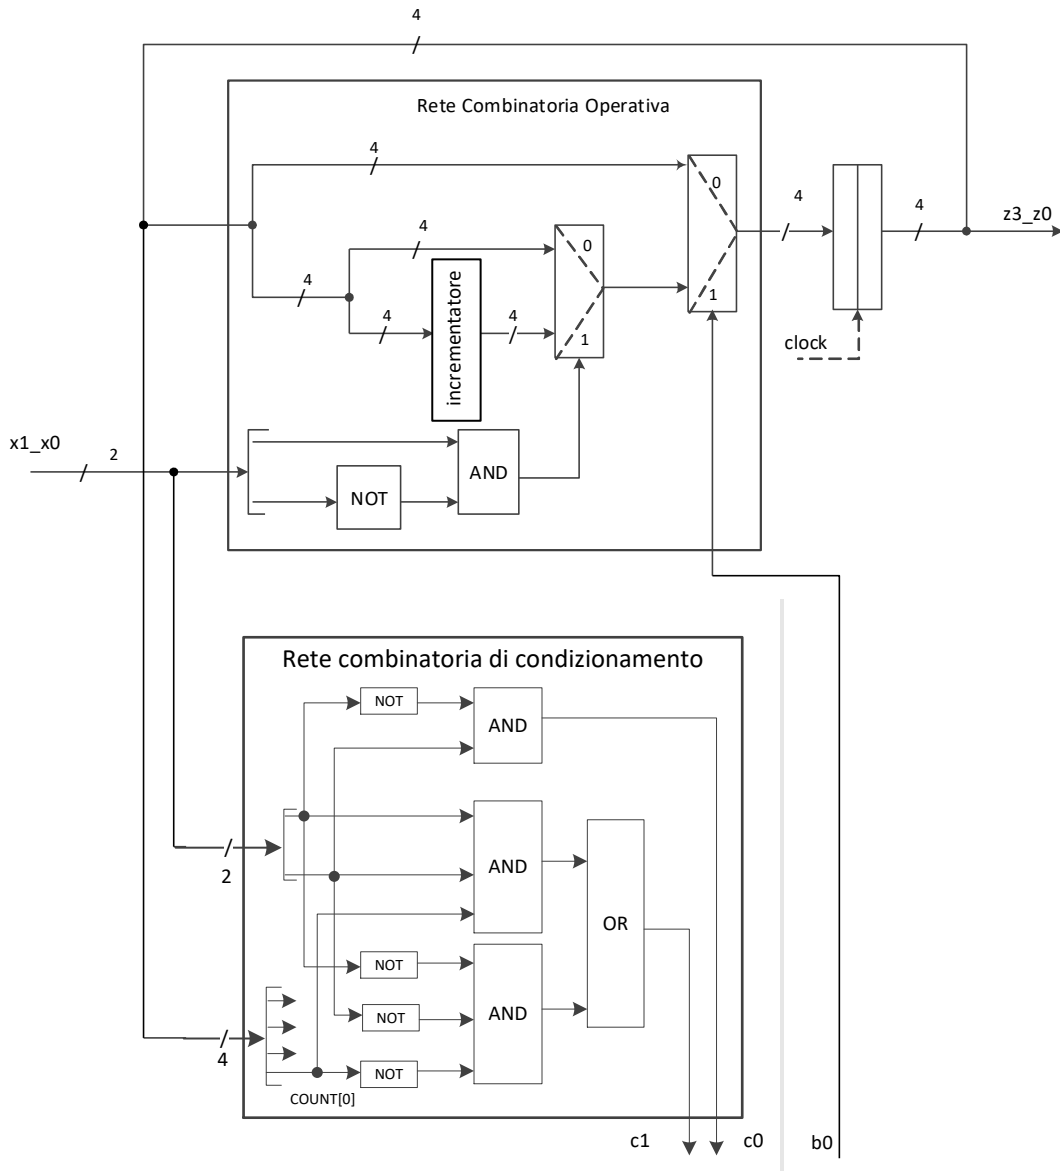 4
Rete Combinatoria Operativa
4
0
4
4
z3_z0
4
0
4
1
4
4
incrementatore
1
clock
x1_x0
2
AND
NOT
Rete combinatoria di condizionamento
NOT
AND
2
AND
OR
NOT
AND
NOT
4
NOT
COUNT[0]
c1
c0
b0